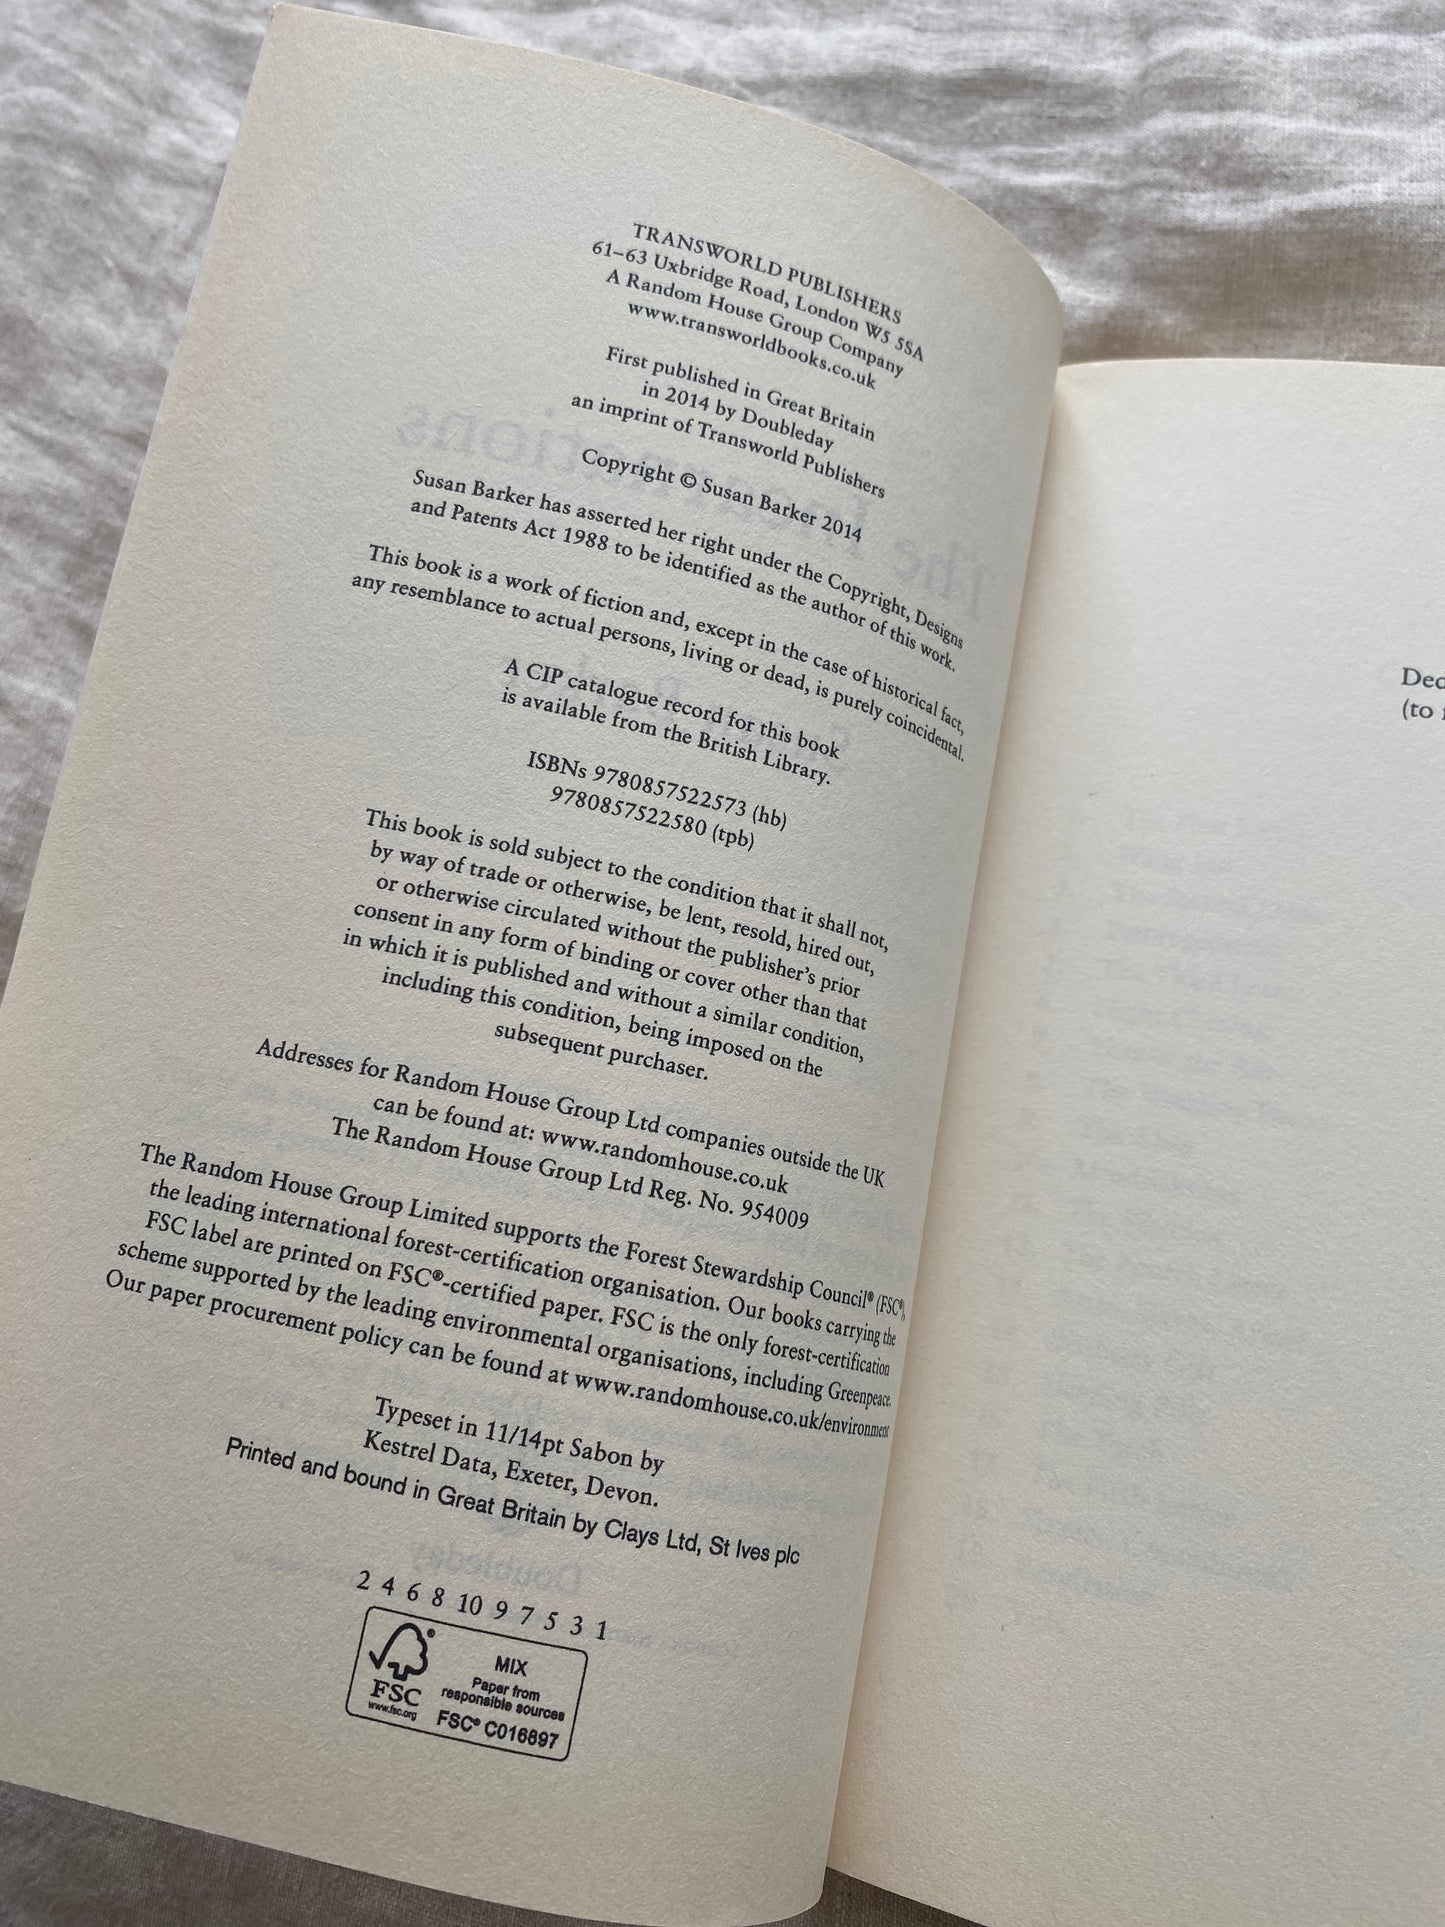 TRANSWORLD PUBLISHERS
61–63 Uxbridge Road, London W5 5SA
A Random House Group Company
www.transworldbooks.co.uk
First published in Great Britain
in 2014 by Doubleday
an imprint of Transworld Publishers
Copyright © Susan Barker 2014
Susan Barker has asserted her right under the Copyright, Designs
and Patents Act 1988 to be identified as the author of this work.
This book is a work of fiction and, except in the case of historical fact,
any resemblance to actual persons, living or dead, is purely coincidental.
A CIP catalogue record for this book
is available from the British Library.
ISBNs 9780857522573 (hb)
9780857522580 (tpb)
This book is sold subject to the condition that it shall not,
by way of trade or otherwise, be lent, resold, hired out,
or otherwise circulated without the publisher's prior
consent in any form of binding or cover other than that
in which it is published and without a similar condition,
including this condition, being imposed on the
subsequent purchaser.
Addresses for Random House Group Ltd companies outside the UK
can be found at: www.randomhouse.co.uk
The Random House Group Ltd Reg. No. 954009
The Random House Group Limited supports the Forest Stewardship Council® (FSC®),
the leading international forest-certification organisation. Our books carrying the
FSC label are printed on FSC®-certified paper. FSC is the only forest-certification
scheme supported by the leading environmental organisations, including Greenpeace.
Our paper procurement policy can be found at www.randomhouse.co.uk/environment
Typeset in 11/14pt Sabon by
Kestrel Data, Exeter, Devon.
Printed and bound in Great Britain by Clays Ltd, St Ives plc
2 4 6 8 10 9 7 5 3 1
FSC
www.fsc.org
MIX
Paper from
responsible sources
FSC® C016897
(to